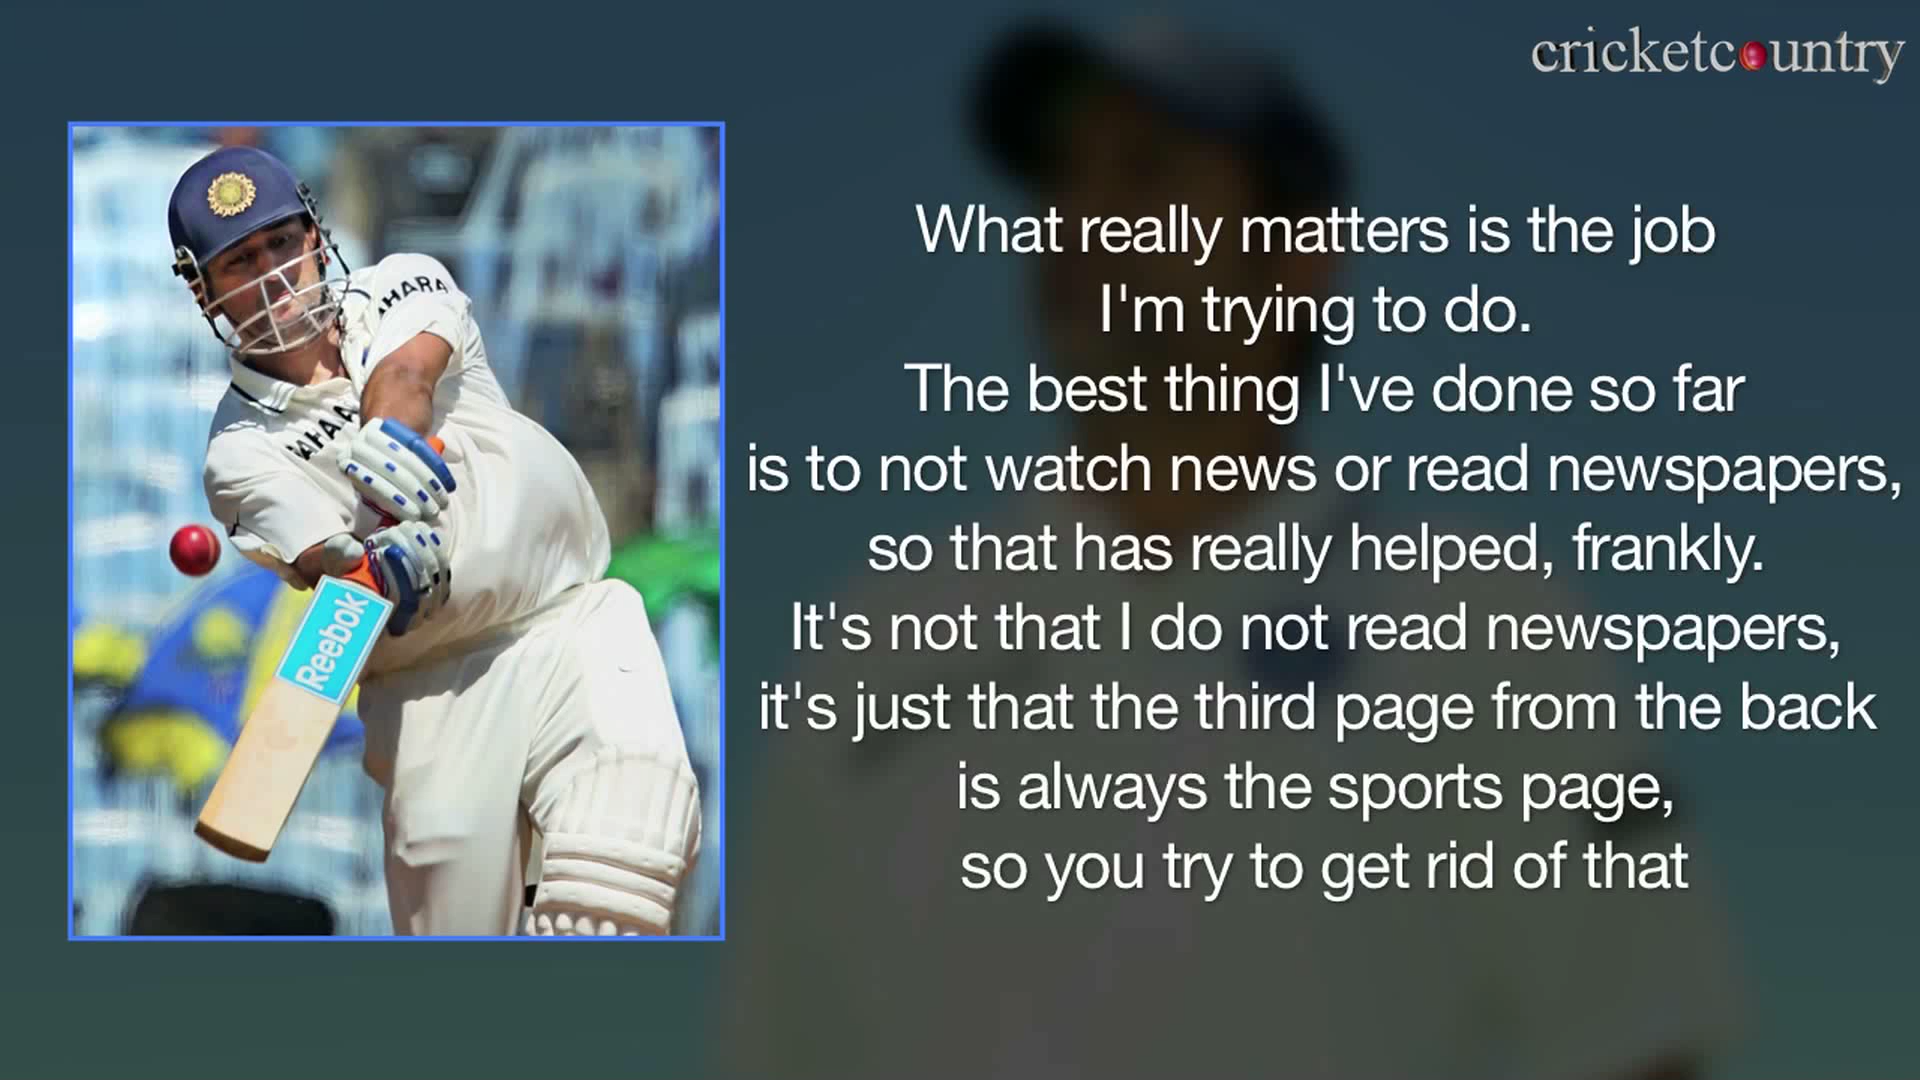 cricketcountry
What really matters is the job
I'm trying to do.
The best thing I've done so far
is to not watch news or read newspapers,
so that has really helped, frankly.
It's not that I do not read newspapers,
it's just that the third page from the back
is always the sports page,
so you try to get rid of that
AHARA
AHARA
Reebok